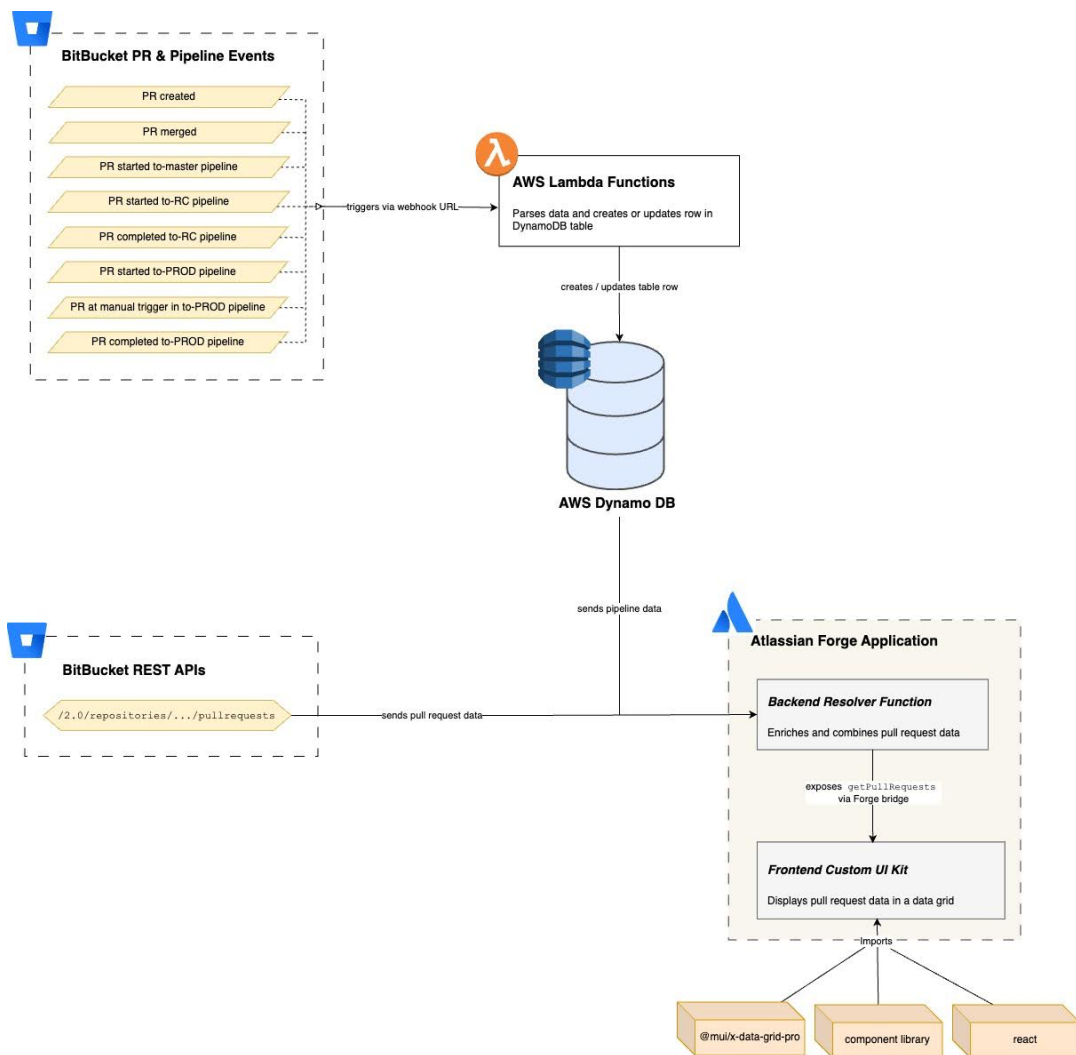 BitBucket PR & Pipeline Events
PR created
PR merged
PR started to-master pipeline
PR started to-RC pipeline
PR completed to-RC pipeline
PR started to-PROD pipeline
PR at manual trigger in to-PROD pipeline
PR completed to-PROD pipeline
triggers via webhook URL
AWS Lambda Functions
Parses data and creates or updates row in
DynamoDB table
creates / updates table row
AWS Dynamo DB
sends pipeline data
BitBucket REST APIs
/2.0/repositories/.../pullrequests
sends pull request data
Atlassian Forge Application
Backend Resolver Function
Enriches and combines pull request data
exposes getPullRequests
via Forge bridge
Frontend Custom UI Kit
Displays pull request data in a data grid
Imports
@mui/x-data-grid-pro
component library
react